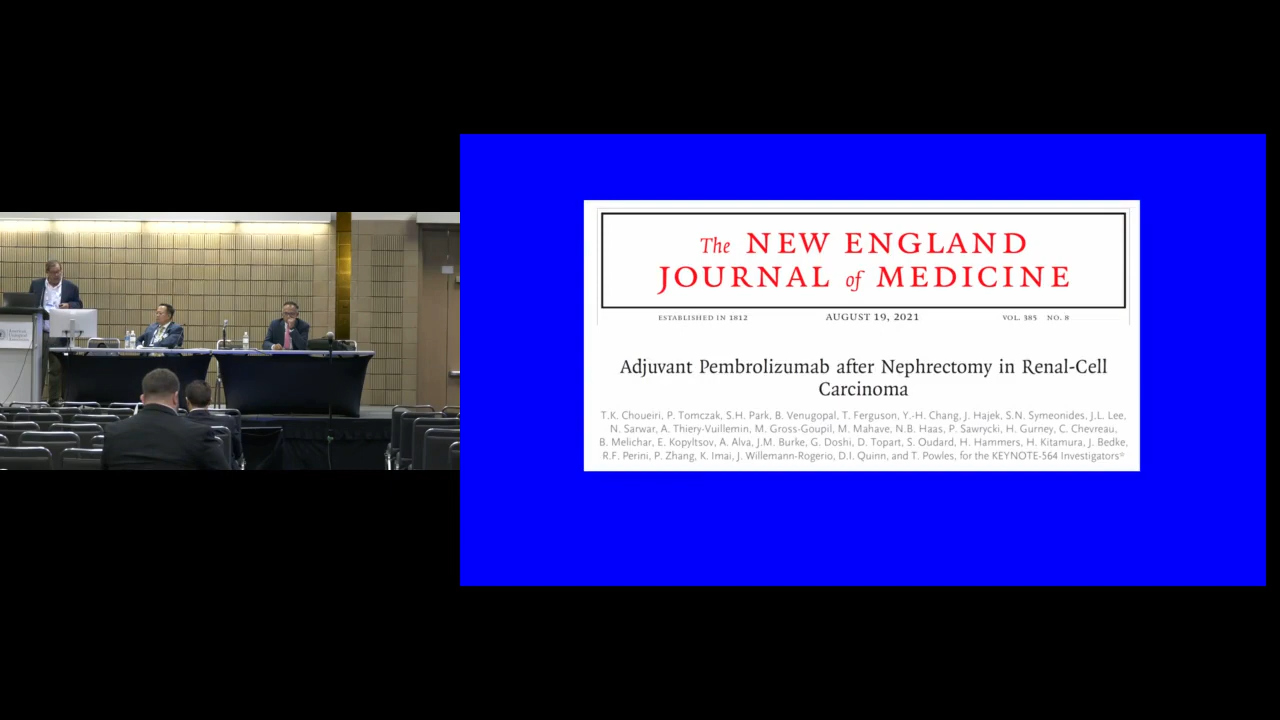 The NEW ENGLAND
JOURNAL of MEDICINE
ESTABLISHED IN 1812 AUGUST 19, 2021 VOL. 385 NO. 8
Adjuvant Pembrolizumab after Nephrectomy in Renal-Cell
Carcinoma
T.K. Choueiri, P. Tomczak, S.H. Park, B. Venugopal, T. Ferguson, Y.-H. Chang, J. Hajek, S.N. Symeonides, J.L. Lee,
N. Sarwar, A. Thiery-Vuillemin, M. Gross-Goupil, M. Mahave, N.B. Haas, P. Sawrycki, H. Gurney, C. Chevreau,
B. Melichar, E. Kopyltsov, A. Alva, J.M. Burke, G. Doshi, D. Topart, S. Oudard, H. Hammers, H. Kitamura, J. Bedke,
R.F. Perini, P. Zhang, K. Imai, J. Willemann-Rogerio, D.I. Quinn, and T. Powles, for the KEYNOTE-564 Investigators*